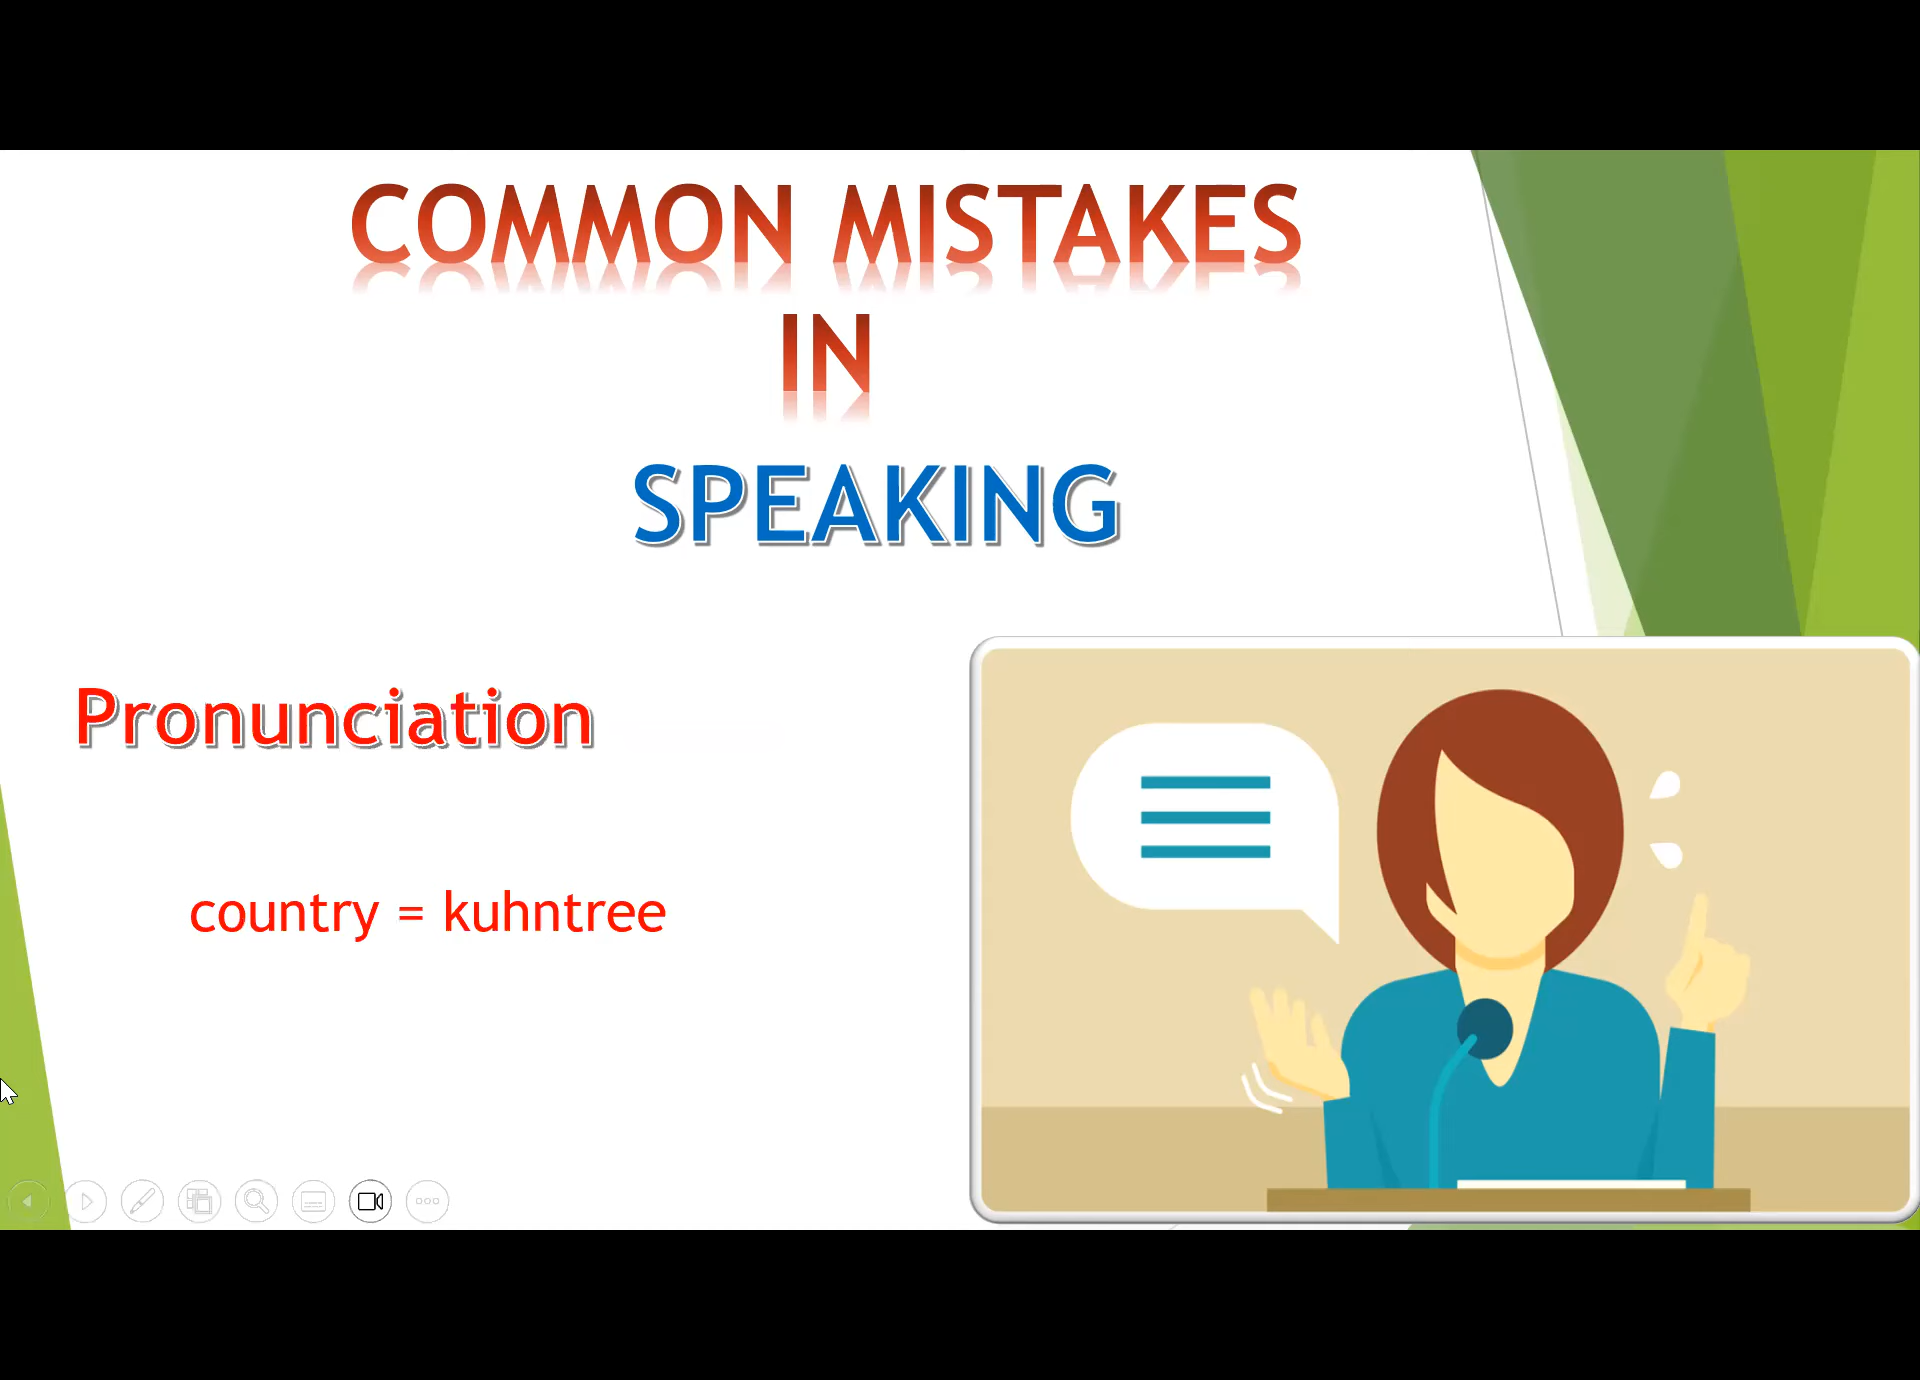 COMMON MISTAKES
IN
SPEAKING
Pronunciation
country = kuhntree